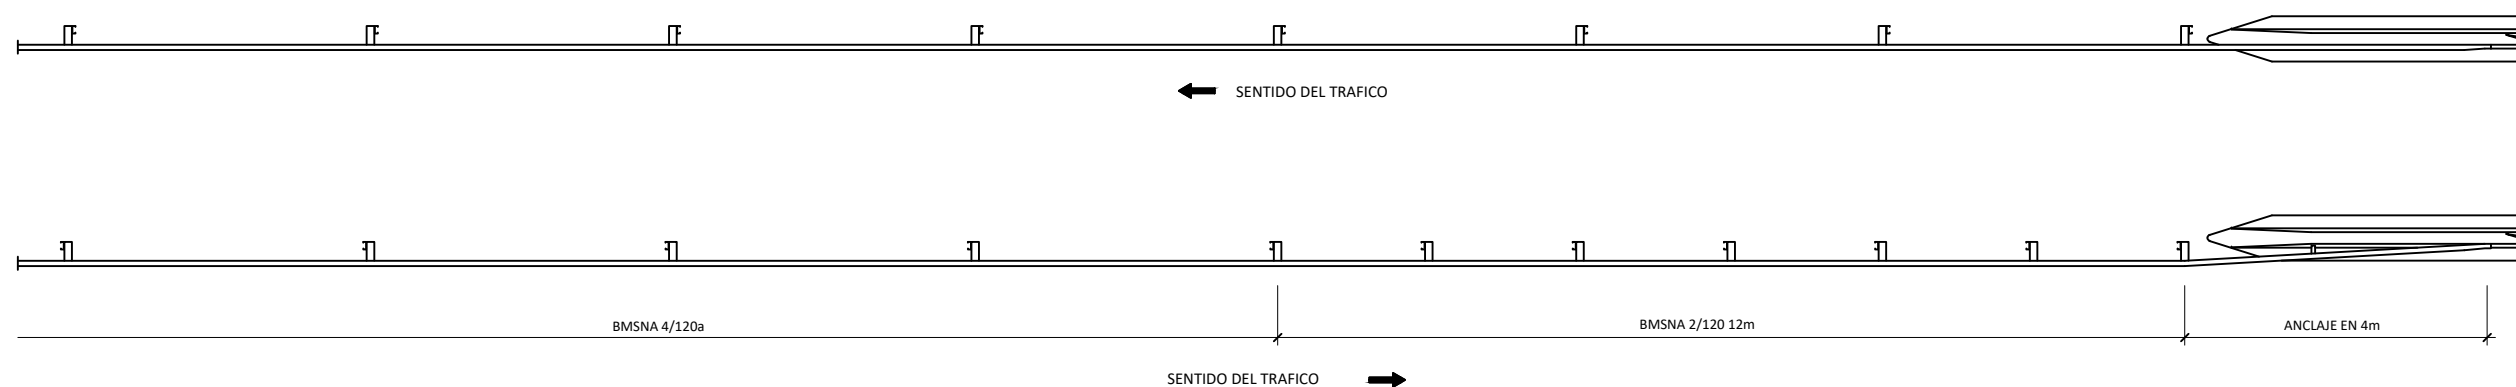 SENTIDO DEL TRAFICO
BMSNA 4/120a
BMSNA 2/120 12m
ANCLAJE EN 4m
SENTIDO DEL TRAFICO